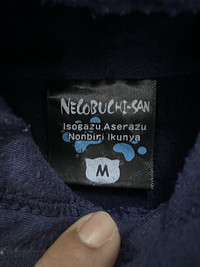 NECOBUCHI-SAN
Isogazu,Aserazu
Nonbiri Ikunya
M